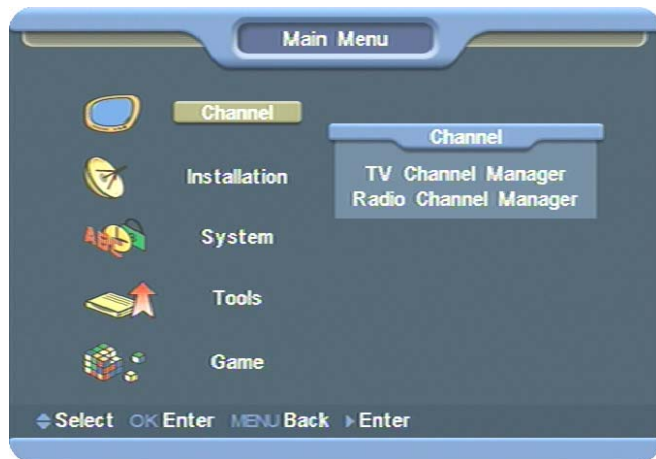 Main Menu
Channel
Installation
System
Tools
Game
Channel
TV Channel Manager
Radio Channel Manager
Select OK Enter MENU Back Enter